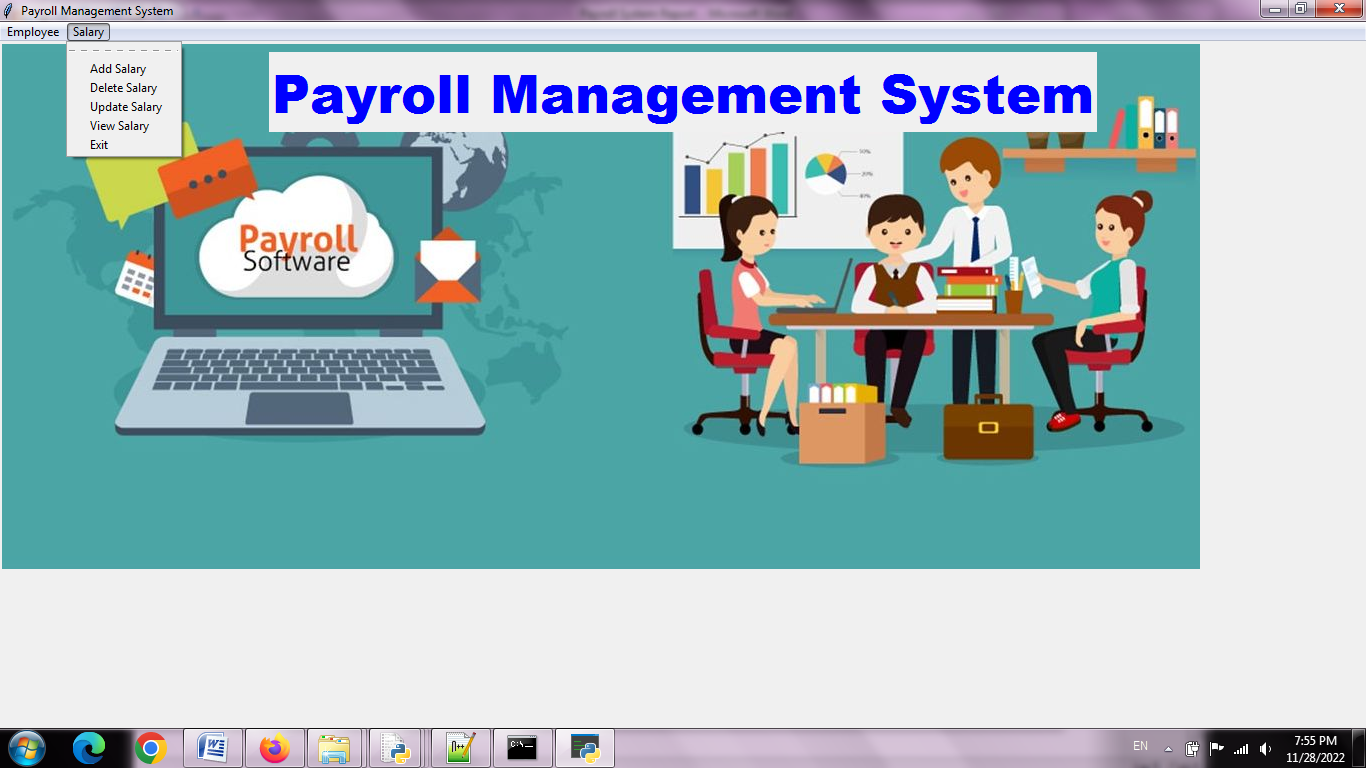 Payroll Management System
Employee Salary
Add Salary
Delete Salary
Update Salary
View Salary
Exit
Payroll Management System
Payroll
Software
EN
7:55 PM
11/28/2022